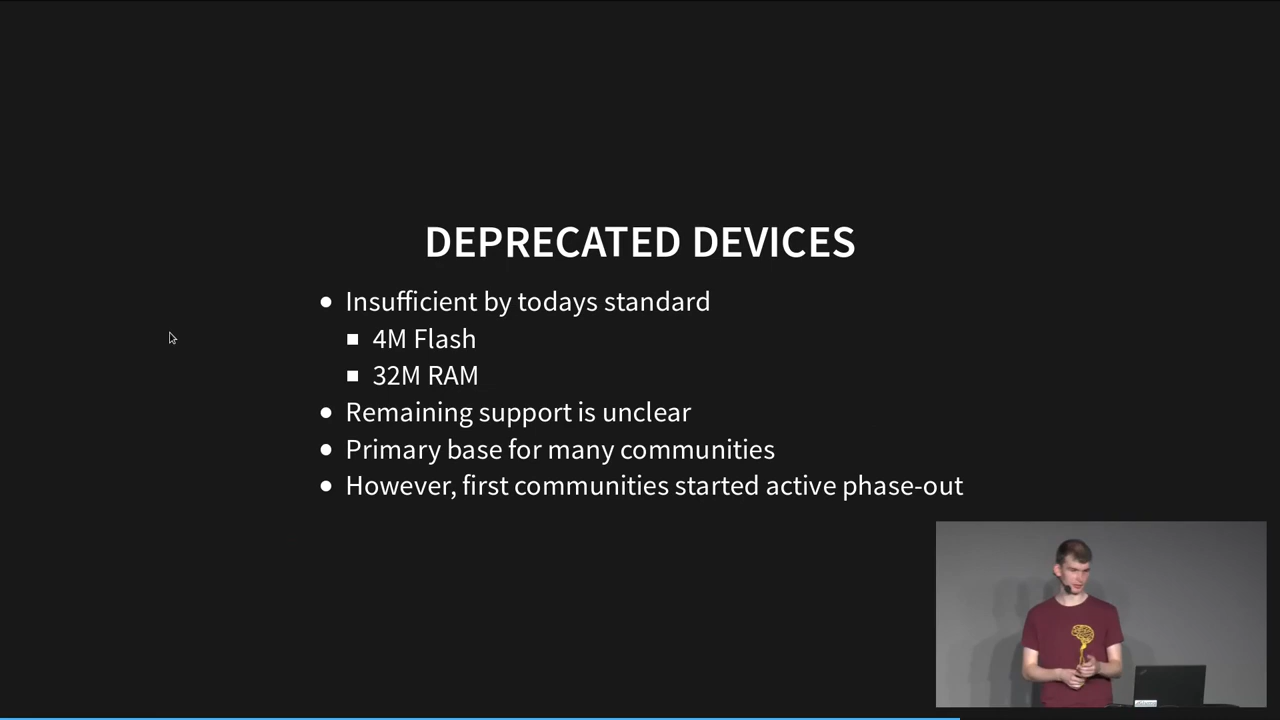 DEPRECATED DEVICES
Insufficient by todays standard
4M Flash
32M RAM
Remaining support is unclear
Primary base for many communities
However, first communities started active phase-out